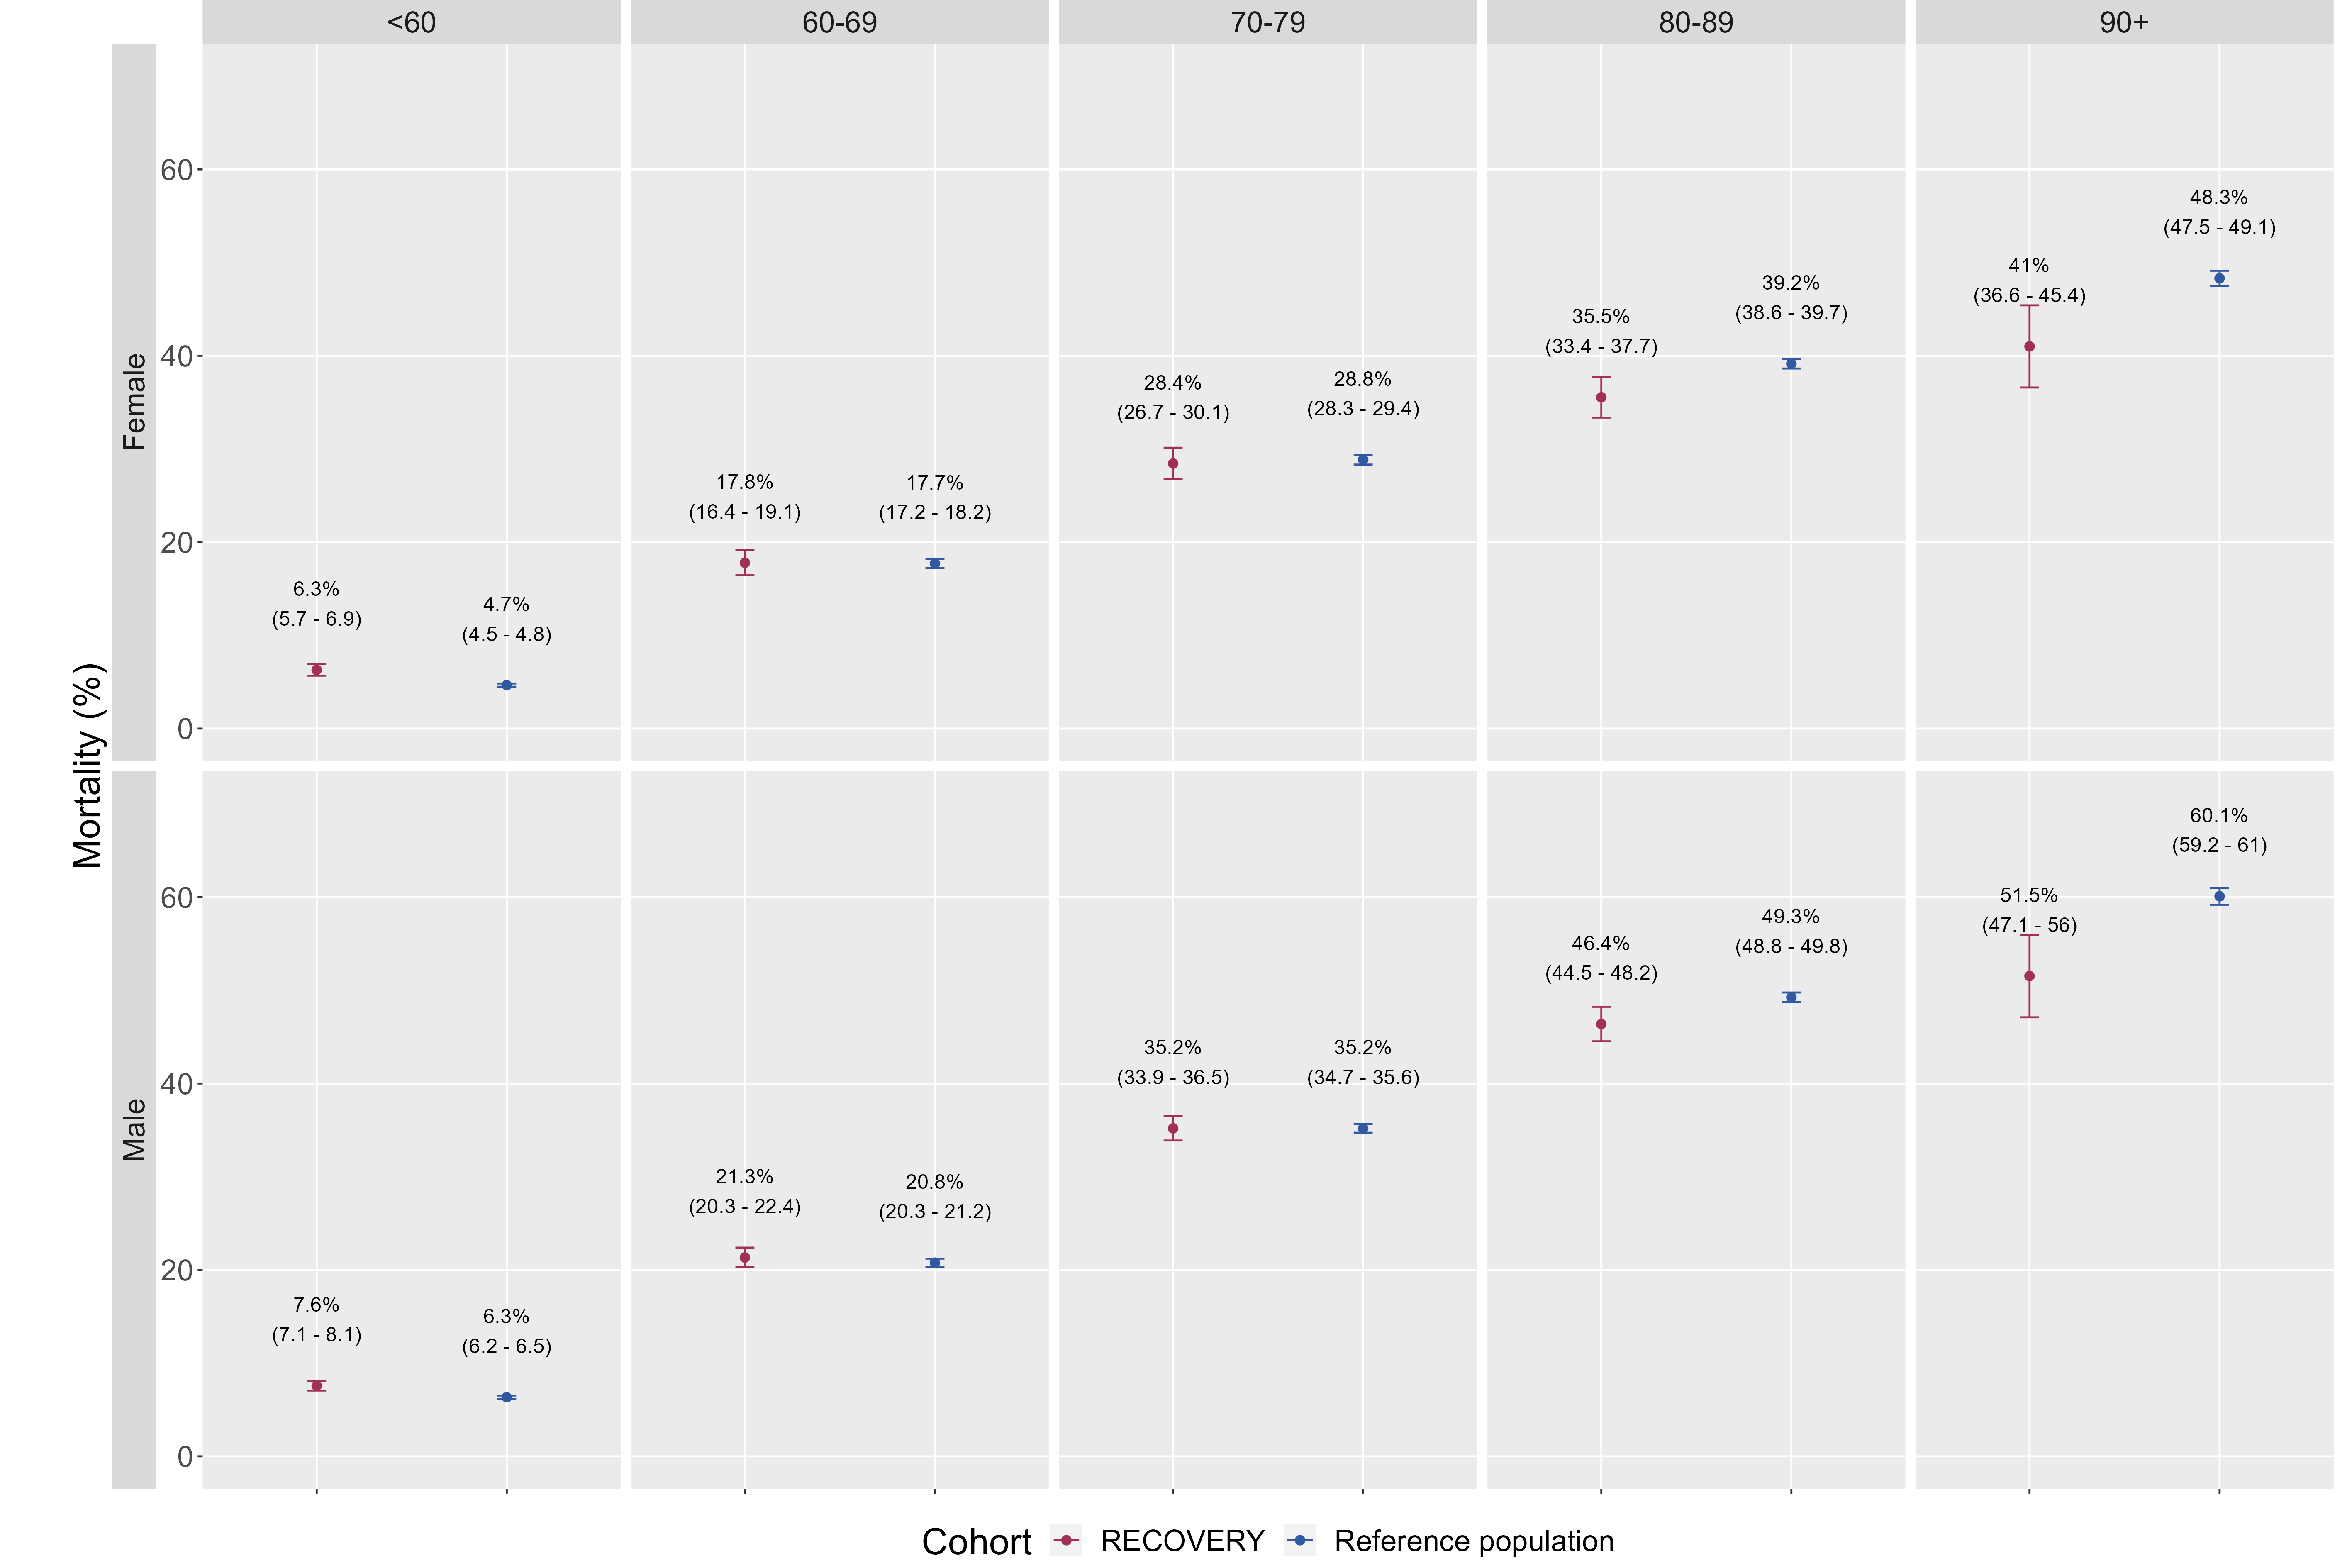 <60
60-69
70-79
80-89
90+
Mortality (%)
Female
60
40
20
0
6.3%
(5.7 - 6.9)
4.7%
(4.5 - 4.8)
17.8%
(16.4 - 19.1)
17.7%
(17.2 - 18.2)
28.4%
(26.7 - 30.1)
28.8%
(28.3 - 29.4)
35.5%
(33.4 - 37.7)
39.2%
(38.6 - 39.7)
41%
(36.6 - 45.4)
48.3%
(47.5 - 49.1)
Male
60
40
20
0
7.6%
(7.1 - 8.1)
6.3%
(6.2 - 6.5)
21.3%
(20.3 - 22.4)
20.8%
(20.3 - 21.2)
35.2%
(33.9 - 36.5)
35.2%
(34.7 - 35.6)
46.4%
(44.5 - 48.2)
49.3%
(48.8 - 49.8)
51.5%
(47.1 - 56)
60.1%
(59.2 - 61)
Cohort RECOVERY Reference population